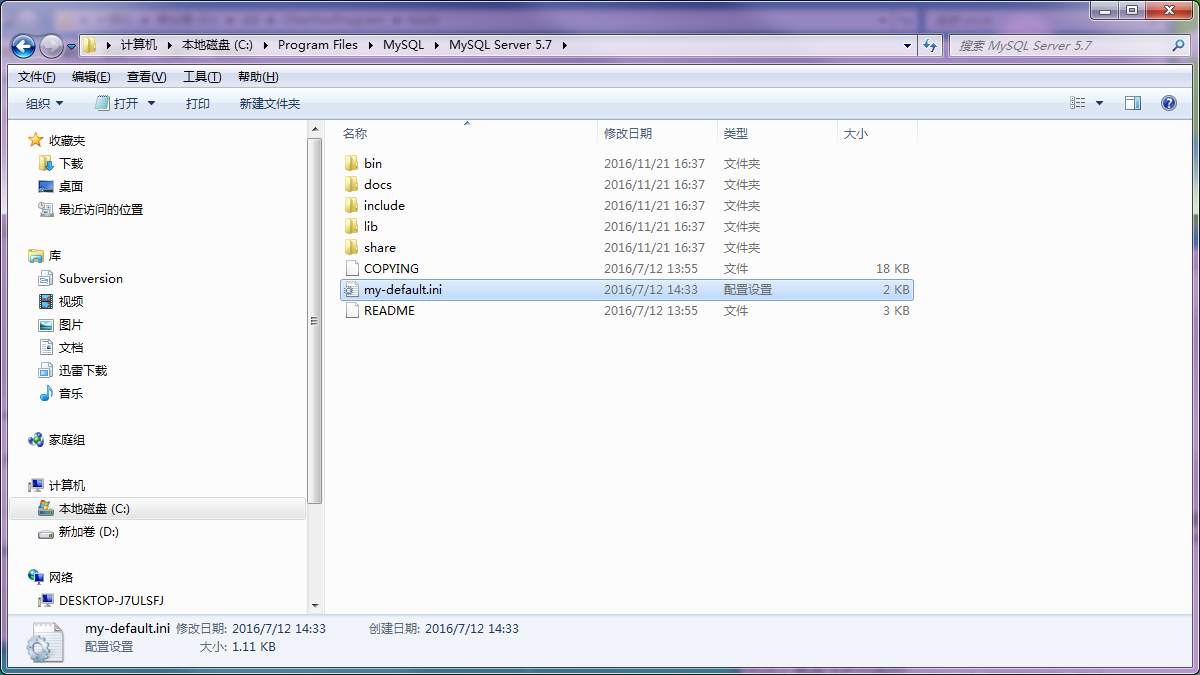 计算机 本地磁盘 (C:) Program Files MySQL MySQL Server 5.7 搜索 MySQL Server 5.7
文件(F) 编辑(E) 查看(V) 工具(T) 帮助(H)
组织 打开 打印 新建文件夹
收藏夹
下载
桌面
最近访问的位置
库
Subversion
视频
图片
文档
迅雷下载
音乐
家庭组
计算机
本地磁盘 (C:)
新加卷 (D:)
网络
DESKTOP-J7ULSFJ
名称 修改日期 类型 大小
bin 2016/11/21 16:37 文件夹
docs 2016/11/21 16:37 文件夹
include 2016/11/21 16:37 文件夹
lib 2016/11/21 16:37 文件夹
share 2016/11/21 16:37 文件夹
COPYING 2016/7/12 13:55 文件 18 KB
my-default.ini 2016/7/12 14:33 配置设置 2 KB
README 2016/7/12 13:55 文件 3 KB
my-default.ini 修改日期: 2016/7/12 14:33 创建日期: 2016/7/12 14:33
配置设置 大小: 1.11 KB